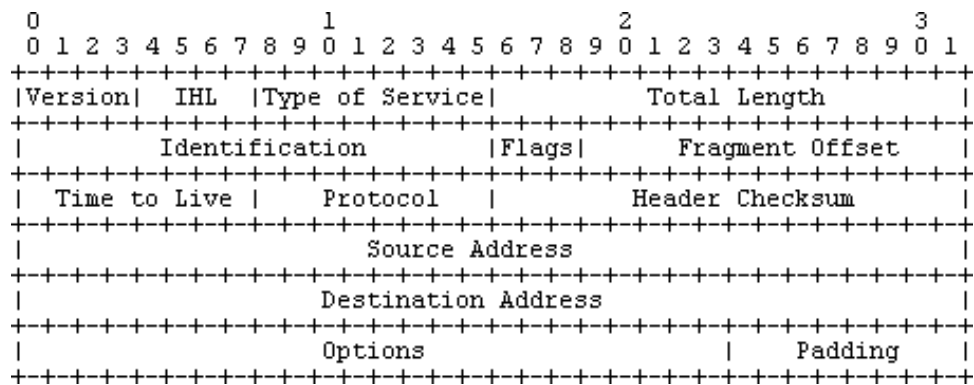 0                   1                   2                   3
 0 1 2 3 4 5 6 7 8 9 0 1 2 3 4 5 6 7 8 9 0 1 2 3 4 5 6 7 8 9 0 1
+-+-+-+-+-+-+-+-+-+-+-+-+-+-+-+-+-+-+-+-+-+-+-+-+-+-+-+-+-+-+-+-+
|Version|  IHL  |Type of Service|          Total Length         |
+-+-+-+-+-+-+-+-+-+-+-+-+-+-+-+-+-+-+-+-+-+-+-+-+-+-+-+-+-+-+-+-+
|         Identification        |Flags|      Fragment Offset    |
+-+-+-+-+-+-+-+-+-+-+-+-+-+-+-+-+-+-+-+-+-+-+-+-+-+-+-+-+-+-+-+-+
|  Time to Live |    Protocol   |         Header Checksum       |
+-+-+-+-+-+-+-+-+-+-+-+-+-+-+-+-+-+-+-+-+-+-+-+-+-+-+-+-+-+-+-+-+
|                       Source Address                          |
+-+-+-+-+-+-+-+-+-+-+-+-+-+-+-+-+-+-+-+-+-+-+-+-+-+-+-+-+-+-+-+-+
|                    Destination Address                        |
+-+-+-+-+-+-+-+-+-+-+-+-+-+-+-+-+-+-+-+-+-+-+-+-+-+-+-+-+-+-+-+-+
|                    Options                    |    Padding    |
+-+-+-+-+-+-+-+-+-+-+-+-+-+-+-+-+-+-+-+-+-+-+-+-+-+-+-+-+-+-+-+-+